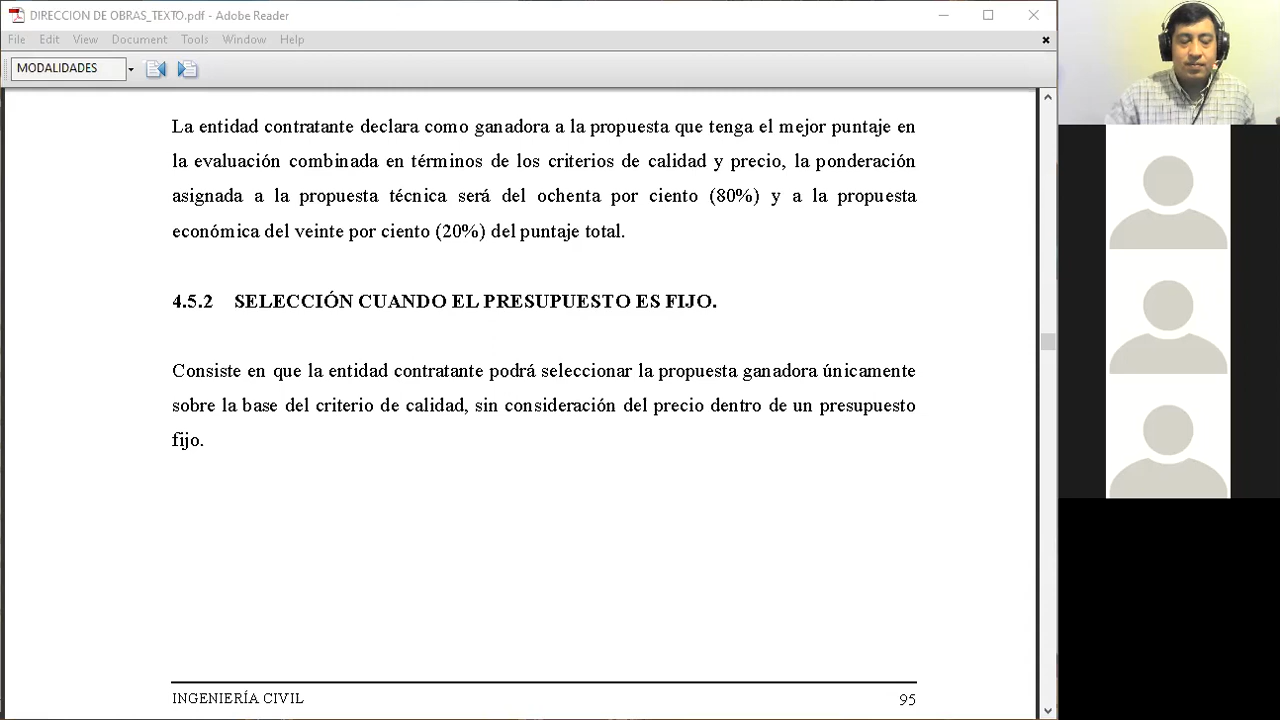 DIRECCION DE OBRAS_TEXTO.pdf - Adobe Reader
File Edit View Document Tools Window Help
MODALIDADES
La entidad contratante declara como ganadora a la propuesta que tenga el mejor puntaje en
la evaluación combinada en términos de los criterios de calidad y precio, la ponderación
asignada a la propuesta técnica será del ochenta por ciento (80%) y a la propuesta
económica del veinte por ciento (20%) del puntaje total.
4.5.2 SELECCIÓN CUANDO EL PRESUPUESTO ES FIJO.
Consiste en que la entidad contratante podrá seleccionar la propuesta ganadora únicamente
sobre la base del criterio de calidad, sin consideración del precio dentro de un presupuesto
fijo.
INGENIERÍA CIVIL 95